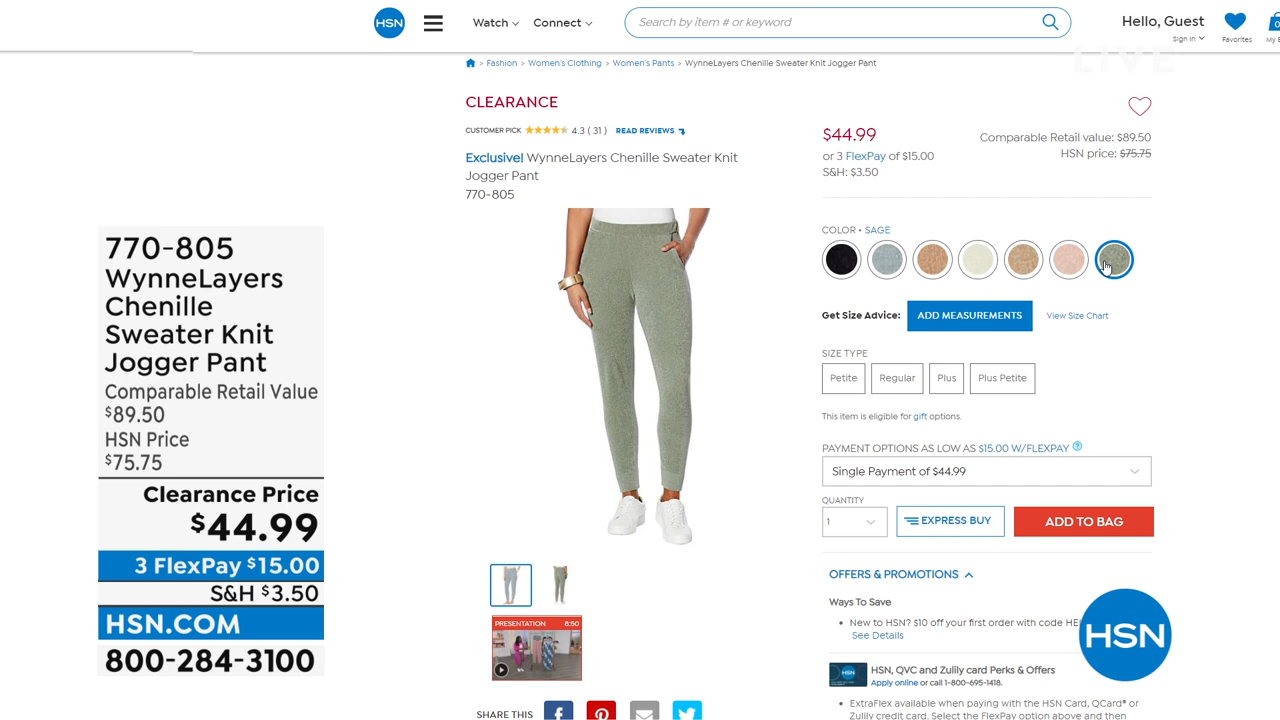 HSN
Watch
Connect
Search by item # or keyword
Hello, Guest
Sign In
Favorites
0
LIVE
> Fashion > Women's Clothing > Women's Pants > WynneLayers Chenille Sweater Knit Jogger Pant
CLEARANCE
CUSTOMER PICK 4.3 ( 31 ) READ REVIEWS
Exclusive! WynneLayers Chenille Sweater Knit
Jogger Pant
770-805
$44.99
or 3 FlexPay of $15.00
S&H: $3.50
Comparable Retail value: $89.50
HSN price: $75.75
COLOR • SAGE
Get Size Advice: ADD MEASUREMENTS View Size Chart
SIZE TYPE
Petite Regular Plus Plus Petite
This item is eligible for gift options.
PAYMENT OPTIONS AS LOW AS $15.00 W/FLEXPAY ?
Single Payment of $44.99
QUANTITY
1
EXPRESS BUY
ADD TO BAG
OFFERS & PROMOTIONS
Ways To Save
• New to HSN? $10 off your first order with code
See Details
HSN, QVC and Zulily card Perks & Offers
Apply online or call 1-800-695-1418.
• ExtraFlex available when paying with the HSN Card, QCard® or
Zulily credit card. Select the FlexPay option above and then
HSN
PRESENTATION 8:50
SHARE THIS
770-805
WynneLayers
Chenille
Sweater Knit
Jogger Pant
Comparable Retail Value
$89.50
HSN Price
$75.75
Clearance Price
$44.99
3 FlexPay $15.00
S&H $3.50
HSN.COM
800-284-3100